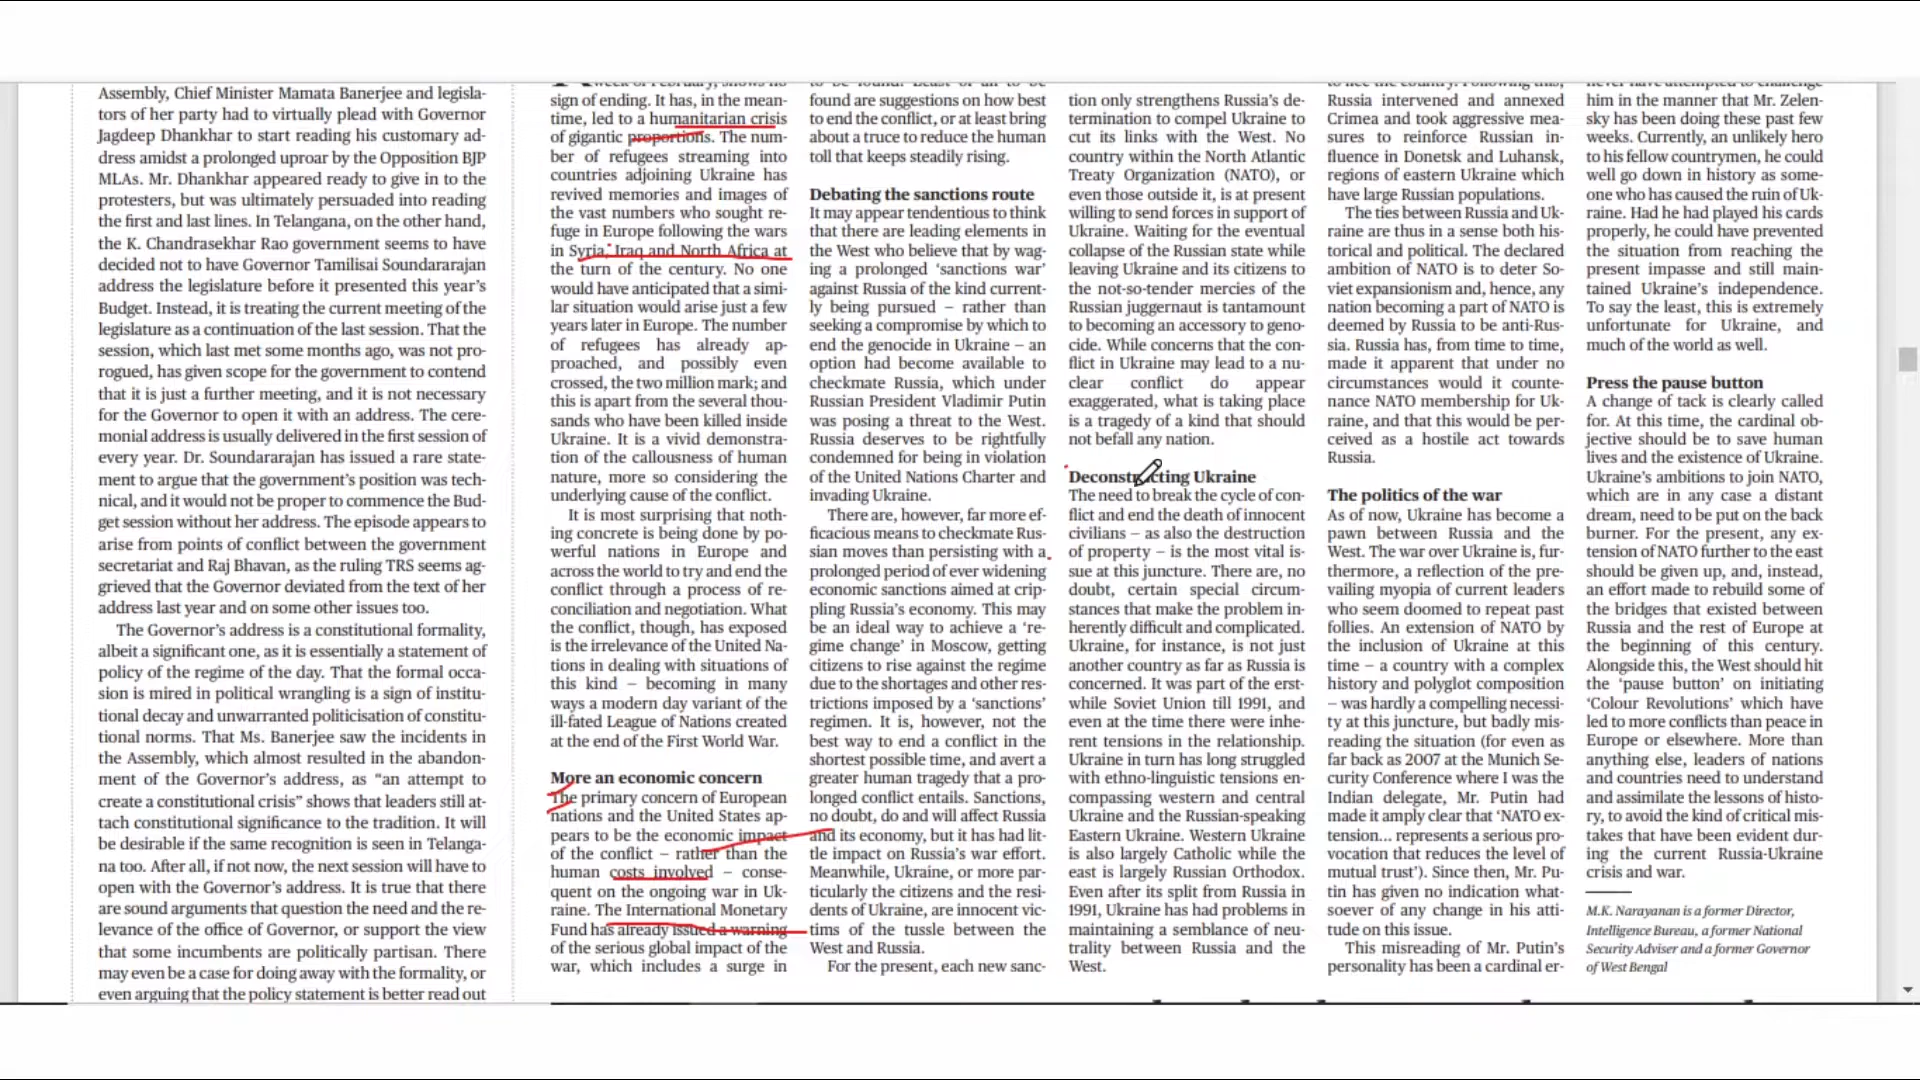 Assembly, Chief Minister Mamata Banerjee and legisla-
tors of her party had to virtually plead with Governor
Jagdeep Dhankhar to start reading his customary ad-
dress amidst a prolonged uproar by the Opposition BJP
MLAs. Mr. Dhankhar appeared ready to give in to the
protesters, but was ultimately persuaded into reading
the first and last lines. In Telangana, on the other hand,
the K. Chandrasekhar Rao government seems to have
decided not to have Governor Tamilisai Soundararajan
address the legislature before it presented this year's
Budget. Instead, it is treating the current meeting of the
legislature as a continuation of the last session. That the
session, which last met some months ago, was not pro-
rogued, has given scope for the government to contend
that it is just a further meeting, and it is not necessary
for the Governor to open it with an address. The cere-
monial address is usually delivered in the first session of
every year. Dr. Soundararajan has issued a rare state-
ment to argue that the government's position was tech-
nical, and it would not be proper to commence the Bud-
get session without her address. The episode appears to
arise from points of conflict between the government
secretariat and Raj Bhavan, as the ruling TRS seems ag-
grieved that the Governor deviated from the text of her
address last year and on some other issues too.
The Governor's address is a constitutional formality,
albeit a significant one, as it is essentially a statement of
policy of the regime of the day. That the formal occa-
sion is mired in political wrangling is a sign of institu-
tional decay and unwarranted politicisation of constitu-
tional norms. That Ms. Banerjee saw the incidents in
the Assembly, which almost resulted in the abandon-
ment of the Governor's address, as "an attempt to
create a constitutional crisis" shows that leaders still at-
tach constitutional significance to the tradition. It will
be desirable if the same recognition is seen in Telanga-
na too. After all, if not now, the next session will have to
open with the Governor's address. It is true that there
are sound arguments that question the need and the re-
levance of the office of Governor, or support the view
that some incumbents are politically partisan. There
may even be a case for doing away with the formality, or
even arguing that the policy statement is better read out
week of February, shows no
sign of ending. It has, in the mean-
time, led to a humanitarian crisis
of gigantic proportions. The num-
ber of refugees streaming into
countries adjoining Ukraine has
revived memories and images of
the vast numbers who sought re-
fuge in Europe following the wars
in Syria, Iraq and North Africa at
the turn of the century. No one
would have anticipated that a simi-
lar situation would arise just a few
years later in Europe. The number
of refugees has already ap-
proached, and possibly even
crossed, the two million mark; and
this is apart from the several thou-
sands who have been killed inside
Ukraine. It is a vivid demonstra-
tion of the callousness of human
nature, more so considering the
underlying cause of the conflict.
It is most surprising that noth-
ing concrete is being done by po-
werful nations in Europe and
across the world to try and end the
conflict through a process of re-
conciliation and negotiation. What
the conflict, though, has exposed
is the irrelevance of the United Na-
tions in dealing with situations of
this kind – becoming in many
ways a modern day variant of the
ill-fated League of Nations created
at the end of the First World War.
More an economic concern
The primary concern of European
nations and the United States ap-
pears to be the economic impact
of the conflict – rather than the
human costs involved – conse-
quent on the ongoing war in Uk-
raine. The International Monetary
Fund has already issued a warning
of the serious global impact of the
war, which includes a surge in
to be found. Least of all to be
found are suggestions on how best
to end the conflict, or at least bring
about a truce to reduce the human
toll that keeps steadily rising.
Debating the sanctions route
It may appear tendentious to think
that there are leading elements in
the West who believe that by wag-
ing a prolonged 'sanctions war'
against Russia of the kind current-
ly being pursued – rather than
seeking a compromise by which to
end the genocide in Ukraine – an
option had become available to
checkmate Russia, which under
Russian President Vladimir Putin
was posing a threat to the West.
Russia deserves to be rightfully
condemned for being in violation
of the United Nations Charter and
invading Ukraine.
There are, however, far more ef-
ficacious means to checkmate Rus-
sian moves than persisting with a
prolonged period of ever widening
economic sanctions aimed at crip-
pling Russia's economy. This may
be an ideal way to achieve a 're-
gime change' in Moscow, getting
citizens to rise against the regime
due to the shortages and other res-
trictions imposed by a 'sanctions'
regimen. It is, however, not the
best way to end a conflict in the
shortest possible time, and avert a
greater human tragedy that a pro-
longed conflict entails. Sanctions,
no doubt, do and will affect Russia
and its economy, but it has had lit-
tle impact on Russia's war effort.
Meanwhile, Ukraine, or more par-
ticularly the citizens and the resi-
dents of Ukraine, are innocent vic-
tims of the tussle between the
West and Russia.
For the present, each new sanc-
tion only strengthens Russia's de-
termination to compel Ukraine to
cut its links with the West. No
country within the North Atlantic
Treaty Organization (NATO), or
even those outside it, is at present
willing to send forces in support of
Ukraine. Waiting for the eventual
collapse of the Russian state while
leaving Ukraine and its citizens to
the not-so-tender mercies of the
Russian juggernaut is tantamount
to becoming an accessory to geno-
cide. While concerns that the con-
flict in Ukraine may lead to a nu-
clear conflict do appear
exaggerated, what is taking place
is a tragedy of a kind that should
not befall any nation.
Deconstructing Ukraine
The need to break the cycle of con-
flict and end the death of innocent
civilians – as also the destruction
of property – is the most vital is-
sue at this juncture. There are, no
doubt, certain special circum-
stances that make the problem in-
herently difficult and complicated.
Ukraine, for instance, is not just
another country as far as Russia is
concerned. It was part of the erst-
while Soviet Union till 1991, and
even at the time there were inhe-
rent tensions in the relationship.
Ukraine in turn has long struggled
with ethno-linguistic tensions en-
compassing western and central
Ukraine and the Russian-speaking
Eastern Ukraine. Western Ukraine
is also largely Catholic while the
east is largely Russian Orthodox.
Even after its split from Russia in
1991, Ukraine has had problems in
maintaining a semblance of neu-
trality between Russia and the
West.
to flee the country. Following this,
Russia intervened and annexed
Crimea and took aggressive mea-
sures to reinforce Russian in-
fluence in Donetsk and Luhansk,
regions of eastern Ukraine which
have large Russian populations.
The ties between Russia and Uk-
raine are thus in a sense both his-
torical and political. The declared
ambition of NATO is to deter So-
viet expansionism and, hence, any
nation becoming a part of NATO is
deemed by Russia to be anti-Rus-
sia. Russia has, from time to time,
made it apparent that under no
circumstances would it counte-
nance NATO membership for Uk-
raine, and that this would be per-
ceived as a hostile act towards
Russia.
The politics of the war
As of now, Ukraine has become a
pawn between Russia and the
West. The war over Ukraine is, fur-
thermore, a reflection of the pre-
vailing myopia of current leaders
who seem doomed to repeat past
follies. An extension of NATO by
the inclusion of Ukraine at this
time – a country with a complex
history and polyglot composition
– was hardly a compelling necessi-
ty at this juncture, but badly mis-
reading the situation (for even as
far back as 2007 at the Munich Se-
curity Conference where I was the
Indian delegate, Mr. Putin had
made it amply clear that 'NATO ex-
tension... represents a serious pro-
vocation that reduces the level of
mutual trust'). Since then, Mr. Pu-
tin has given no indication what-
soever of any change in his atti-
tude on this issue.
This misreading of Mr. Putin's
personality has been a cardinal er-
never have attempted to challenge
him in the manner that Mr. Zelen-
sky has been doing these past few
weeks. Currently, an unlikely hero
to his fellow countrymen, he could
well go down in history as some-
one who has caused the ruin of Uk-
raine. Had he had played his cards
properly, he could have prevented
the situation from reaching the
present impasse and still main-
tained Ukraine's independence.
To say the least, this is extremely
unfortunate for Ukraine, and
much of the world as well.
Press the pause button
A change of tack is clearly called
for. At this time, the cardinal ob-
jective should be to save human
lives and the existence of Ukraine.
Ukraine's ambitions to join NATO,
which are in any case a distant
dream, need to be put on the back
burner. For the present, any ex-
tension of NATO further to the east
should be given up, and, instead,
an effort made to rebuild some of
the bridges that existed between
Russia and the rest of Europe at
the beginning of this century.
Alongside this, the West should hit
the 'pause button' on initiating
'Colour Revolutions' which have
led to more conflicts than peace in
Europe or elsewhere. More than
anything else, leaders of nations
and countries need to understand
and assimilate the lessons of histo-
ry, to avoid the kind of critical mis-
takes that have been evident dur-
ing the current Russia-Ukraine
crisis and war.
M.K. Narayanan is a former Director,
Intelligence Bureau, a former National
Security Adviser and a former Governor
of West Bengal